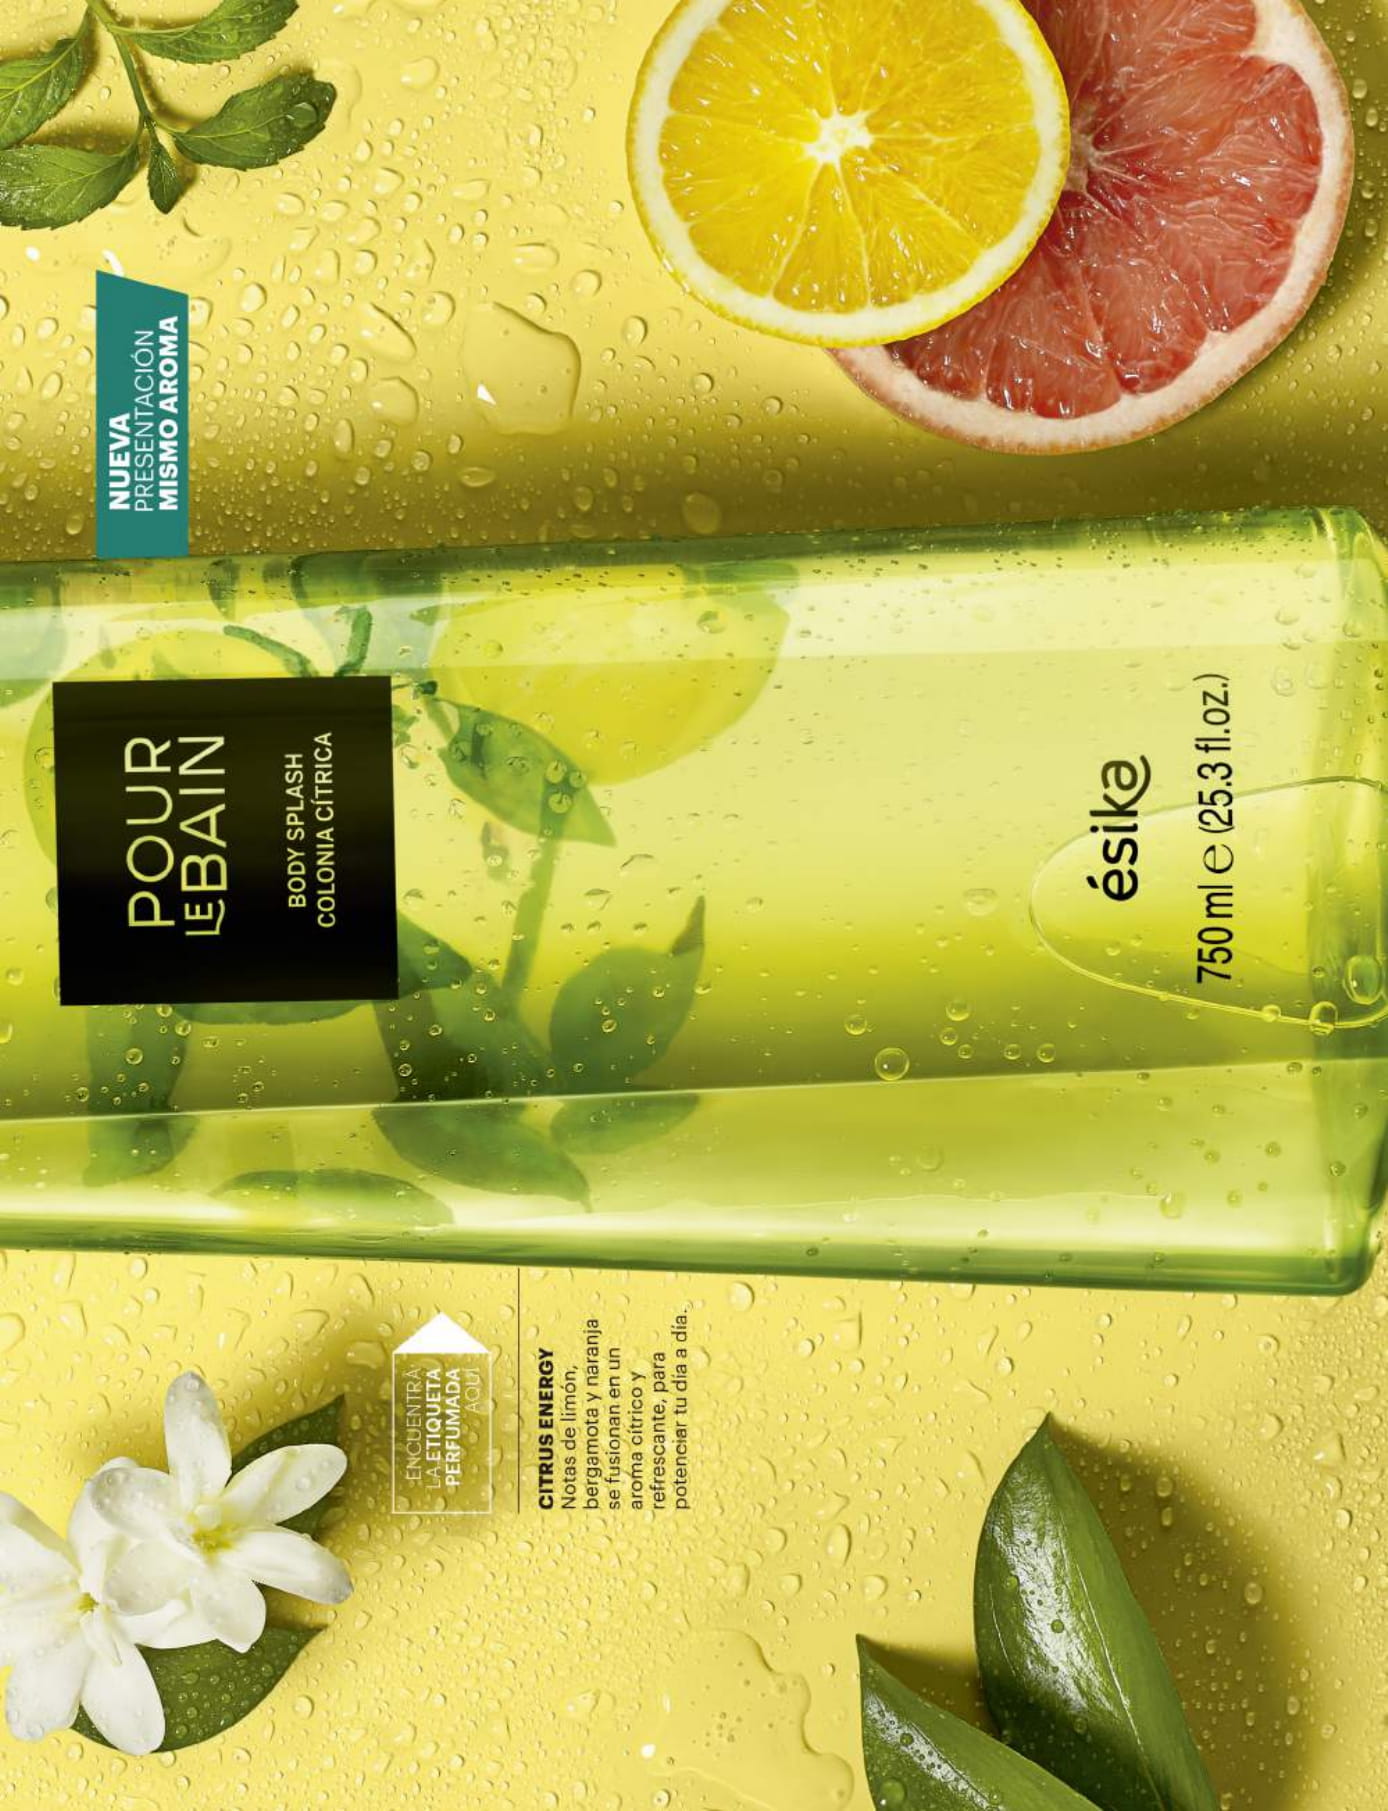 NUEVA
PRESENTACIÓN
MISMO AROMA
POUR
LE BAIN
BODY SPLASH
COLONIA CÍTRICA
ésika
750 ml e (25.3 fl.oz.)
ENCUENTRA
LA ETIQUETA
PERFUMADA
AQUÍ
CITRUS ENERGY
Notas de limón,
bergamota y naranja
se fusionan en un
aroma cítrico y
refrescante, para
potenciar tu día a día.